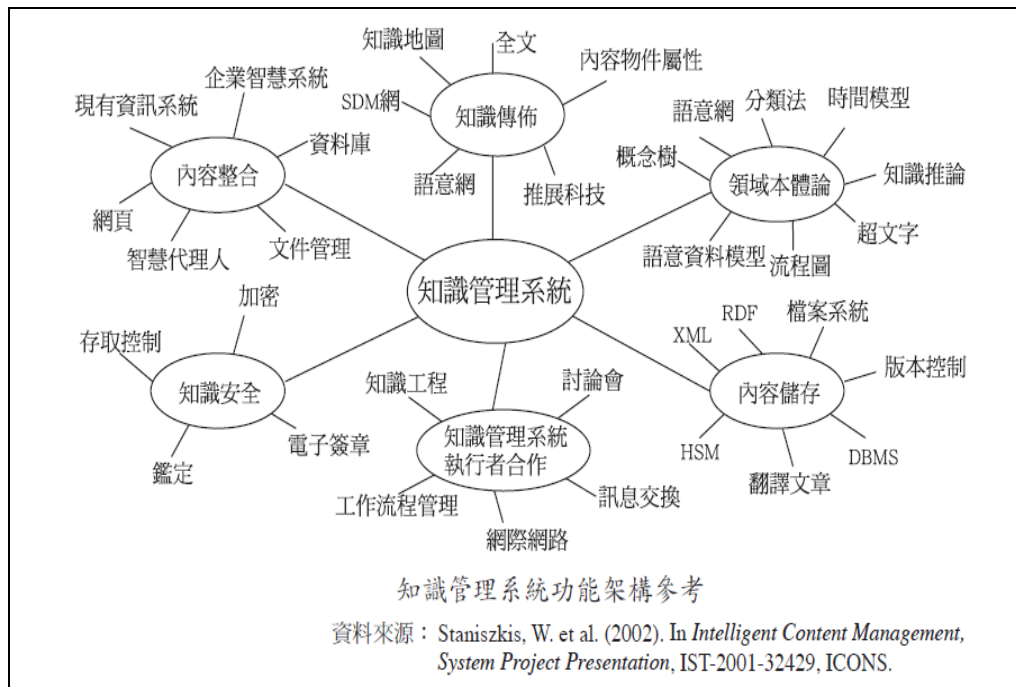 知識地圖
全文
內容物件屬性
SDM網
知識傳佈
語意網
推展科技
企業智慧系統
現有資訊系統
資料庫
內容整合
網頁
智慧代理人
文件管理
語意網
分類法
時間模型
概念樹
領域本體論
知識推論
超文字
語意資料模型
流程圖
知識管理系統
加密
存取控制
知識安全
電子簽章
鑑定
知識工程
討論會
知識管理系統
執行者合作
工作流程管理
訊息交換
網際網路
XML
RDF
檔案系統
版本控制
內容儲存
HSM
DBMS
翻譯文章
知識管理系統功能架構參考
資料來源：Staniszkis, W. et al. (2002). In Intelligent Content Management,
System Project Presentation, IST-2001-32429, ICONS.